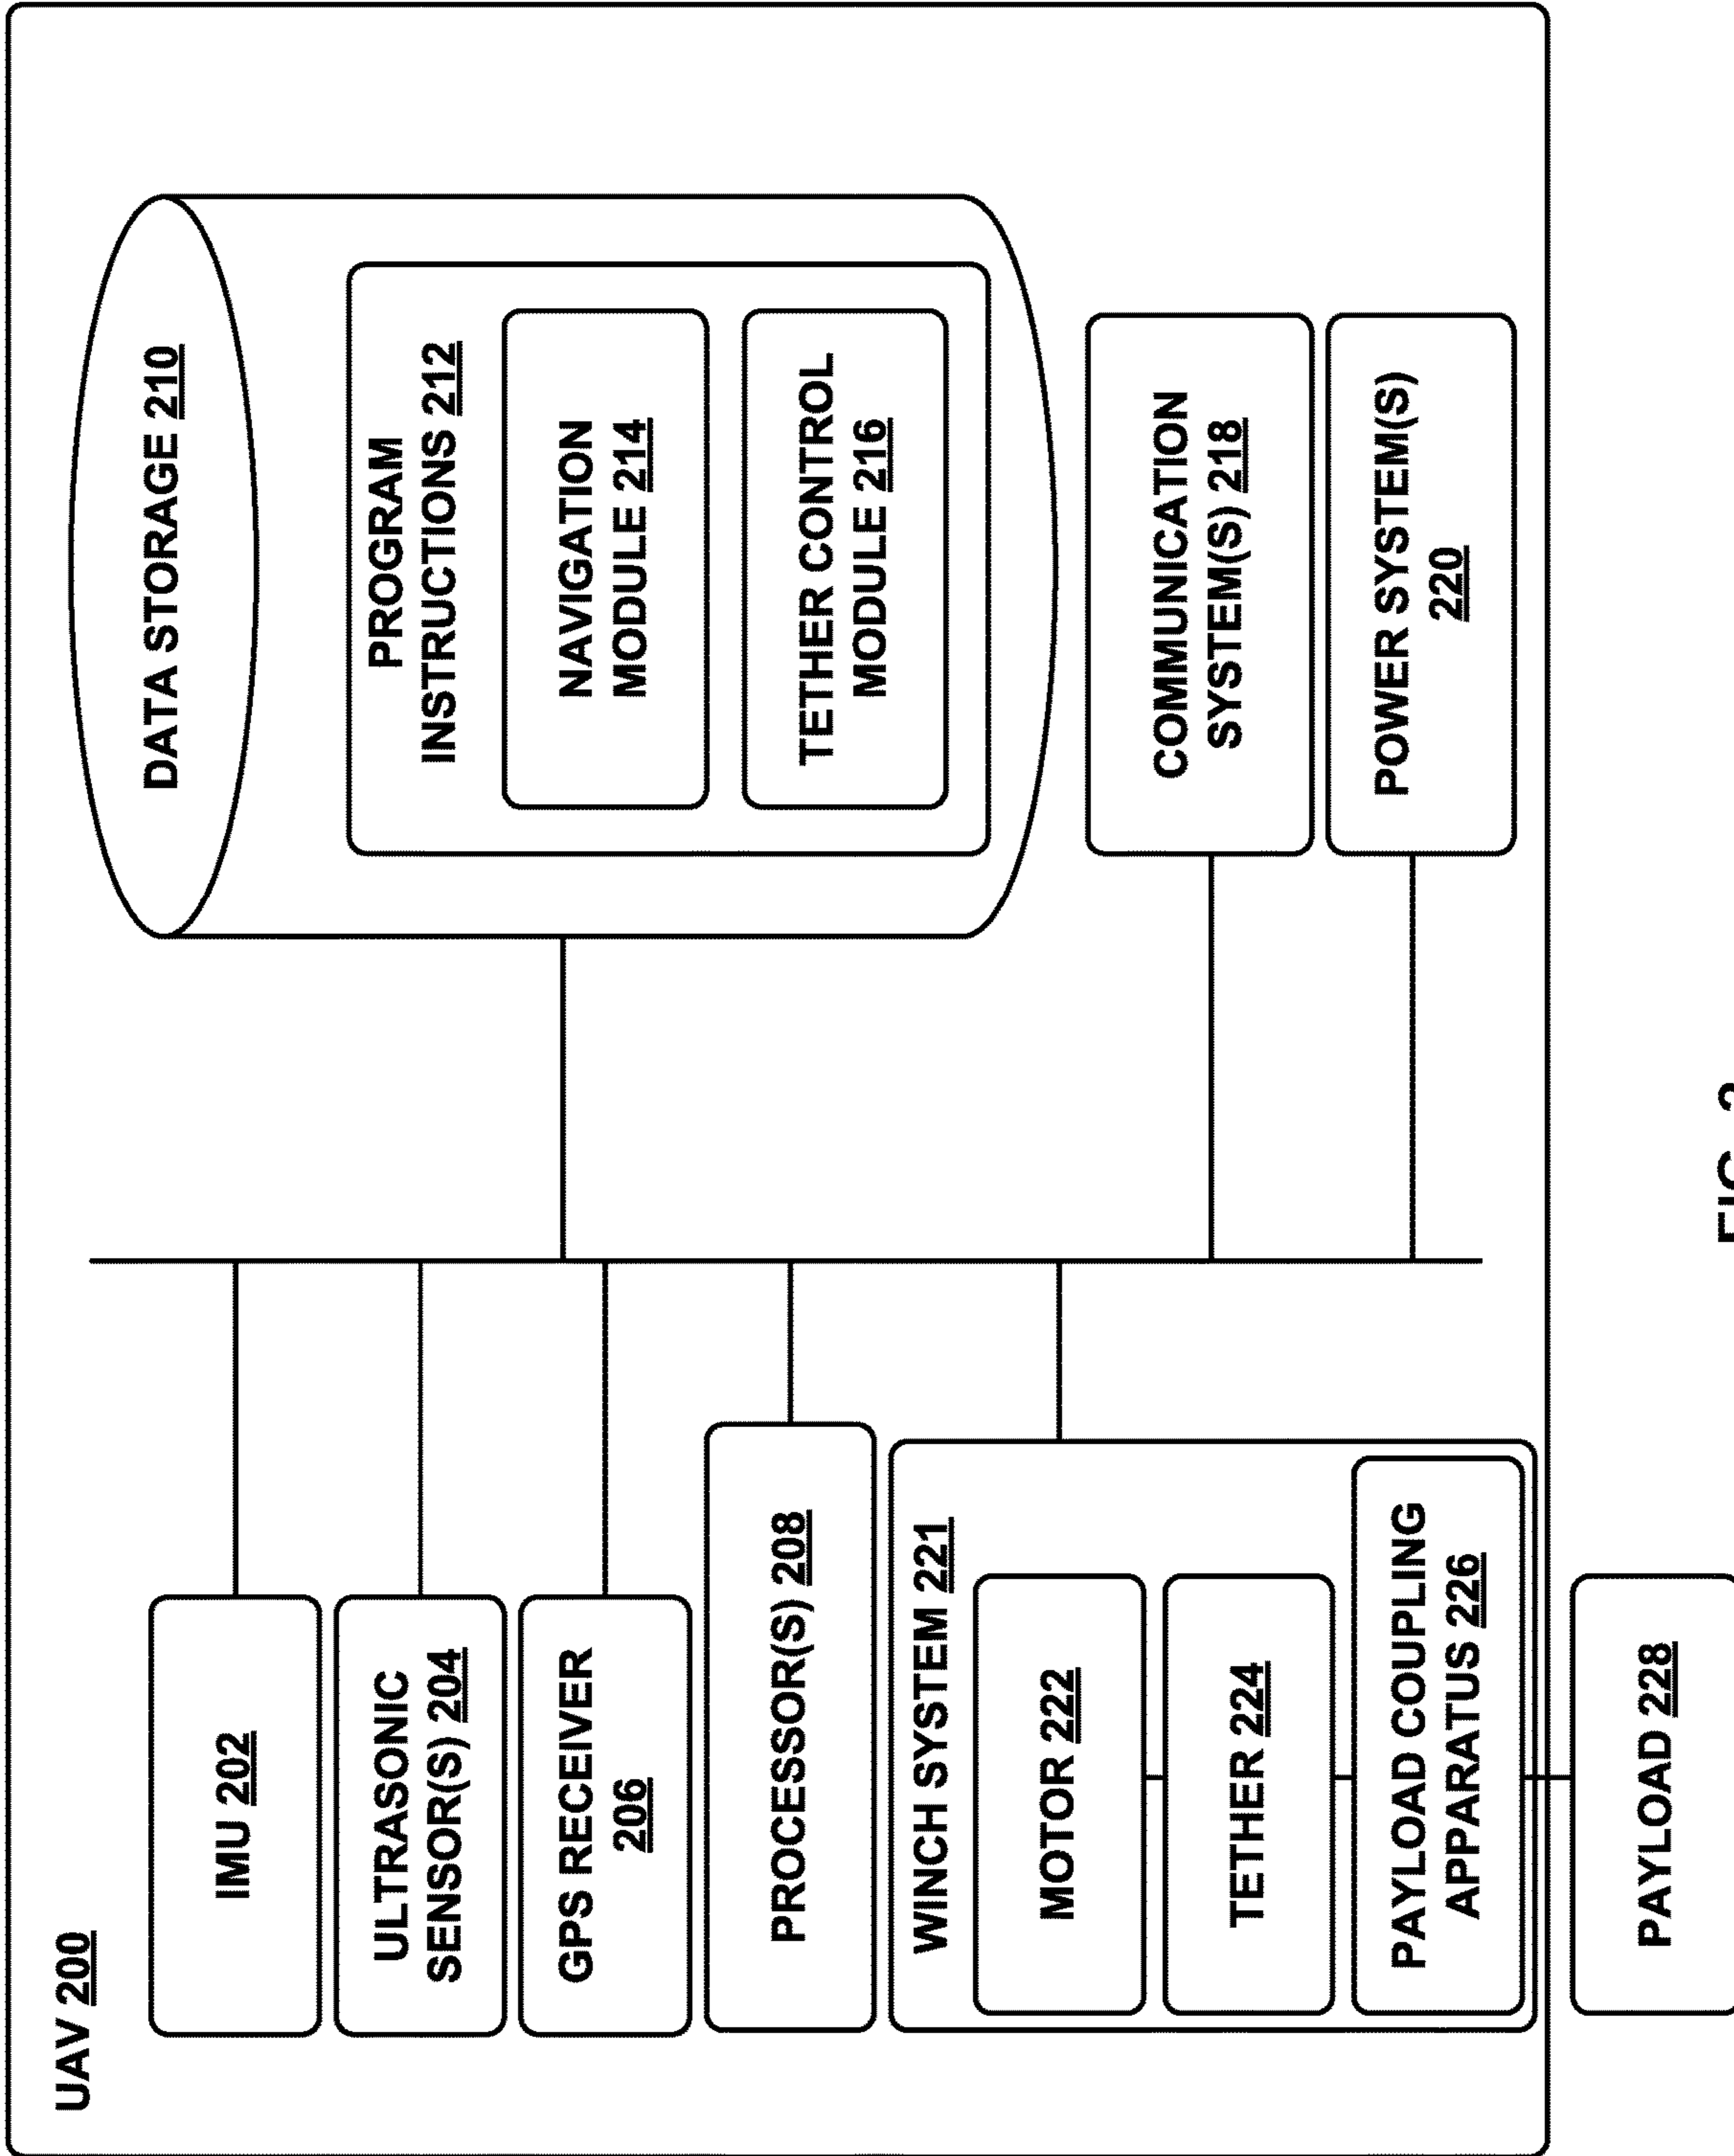 UAV 200
IMU 202
ULTRASONIC
SENSOR(S) 204
GPS RECEIVER
206
PROCESSOR(S) 208
WINCH SYSTEM 221
MOTOR 222
TETHER 224
PAYLOAD COUPLING
APPARATUS 226
PAYLOAD 228
DATA STORAGE 210
PROGRAM
INSTRUCTIONS 212
NAVIGATION
MODULE 214
TETHER CONTROL
MODULE 216
COMMUNICATION
SYSTEM(S) 218
POWER SYSTEM(S)
220
FIG. 2